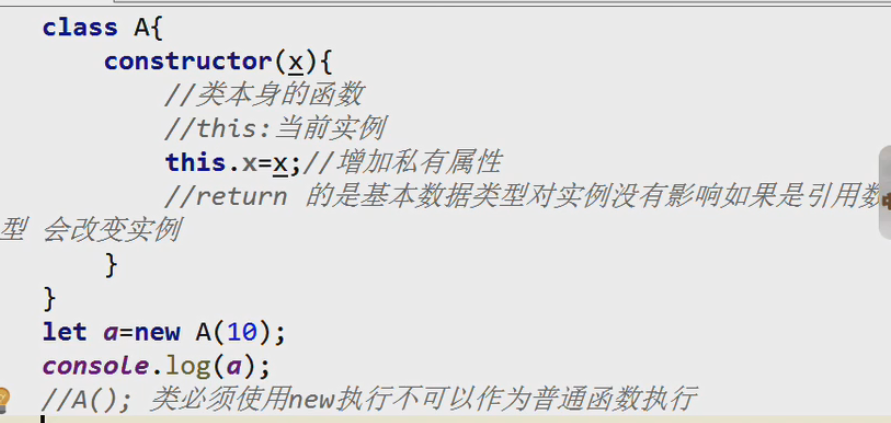 class A{
constructor(x){
//类本身的函数
//this:当前实例
this.x=x;//增加私有属性
//return 的是基本数据类型对实例没有影响如果是引用数
型 会改变实例
}
}
let a=new A(10);
console.log(a);
//A(); 类必须使用new执行不可以作为普通函数执行